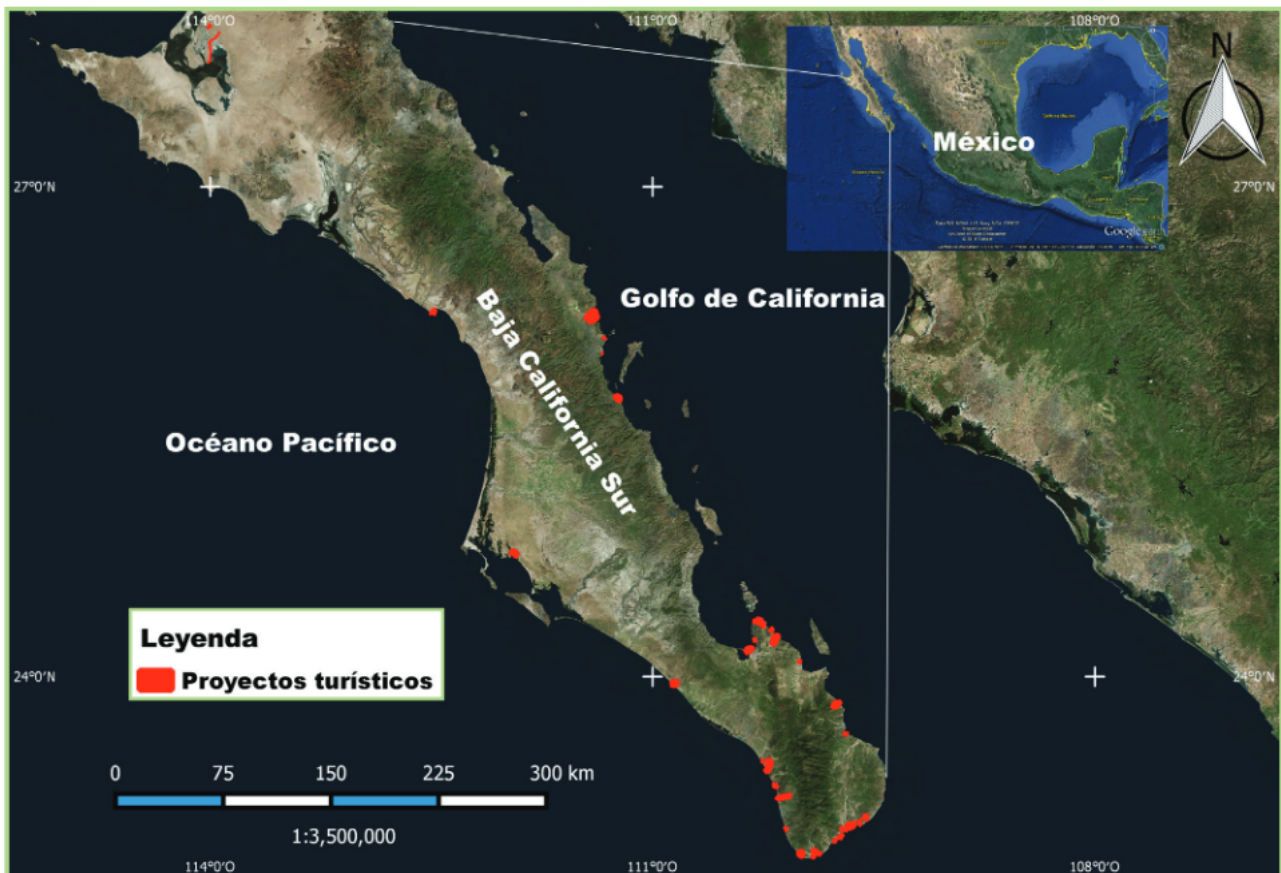 114°0'O
111°0'O
108°0'O
N
México
Google
27°0'N
27°0'N
Golfo de California
Baja California Sur
Océano Pacífico
Leyenda
Proyectos turísticos
24°0'N
24°0'N
0 75 150 225 300 km
1:3,500,000
114°0'O
111°0'O
108°0'O